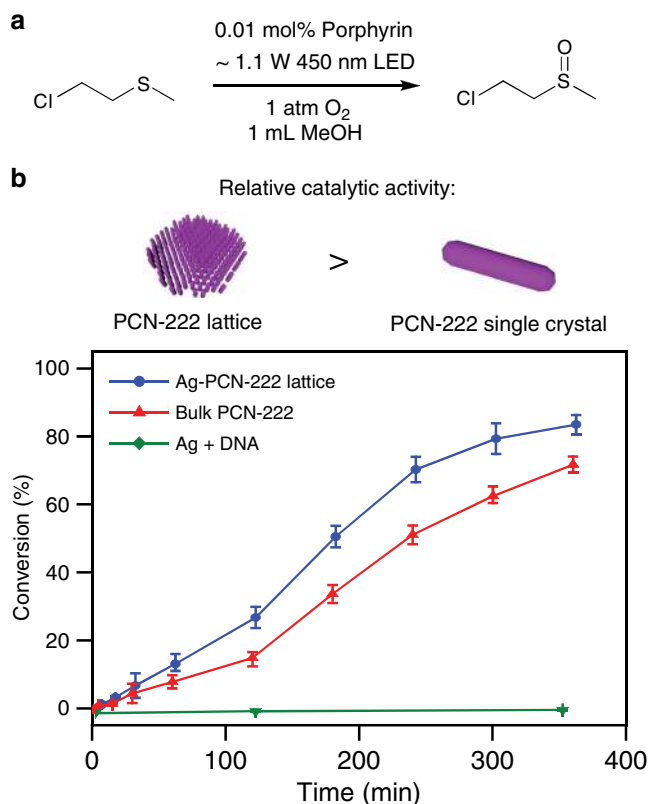 a
0.01 mol% Porphyrin
~ 1.1 W 450 nm LED
1 atm O₂
1 mL MeOH
Cl
S
Cl
S
O
b
Relative catalytic activity:
>
PCN-222 lattice
PCN-222 single crystal
Ag-PCN-222 lattice
Bulk PCN-222
Ag + DNA
Conversion (%)
100
80
60
40
20
0
0 100 200 300 400
Time (min)